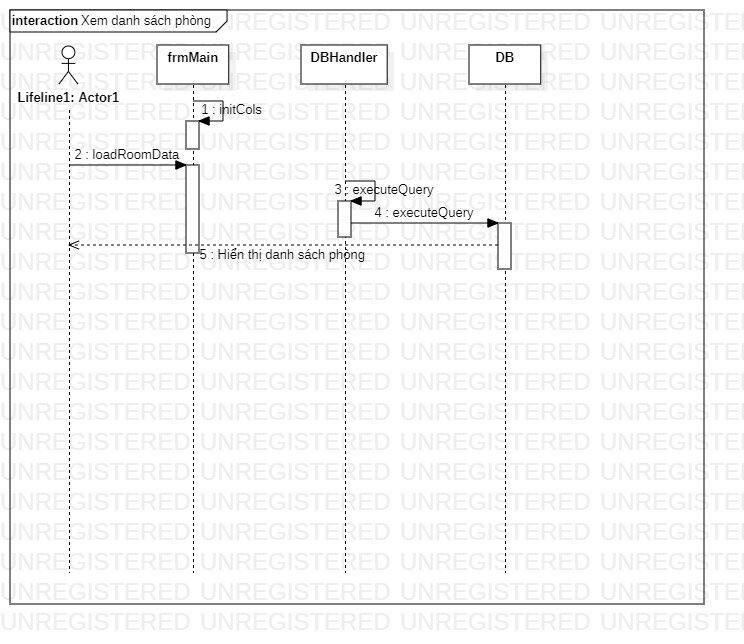 interaction Xem danh sách phòng
frmMain
DBHandler
DB
Lifeline1: Actor1
1 : initCols
2 : loadRoomData
3 : executeQuery
4 : executeQuery
5 : Hiển thị danh sách phòng
UNREGISTERED